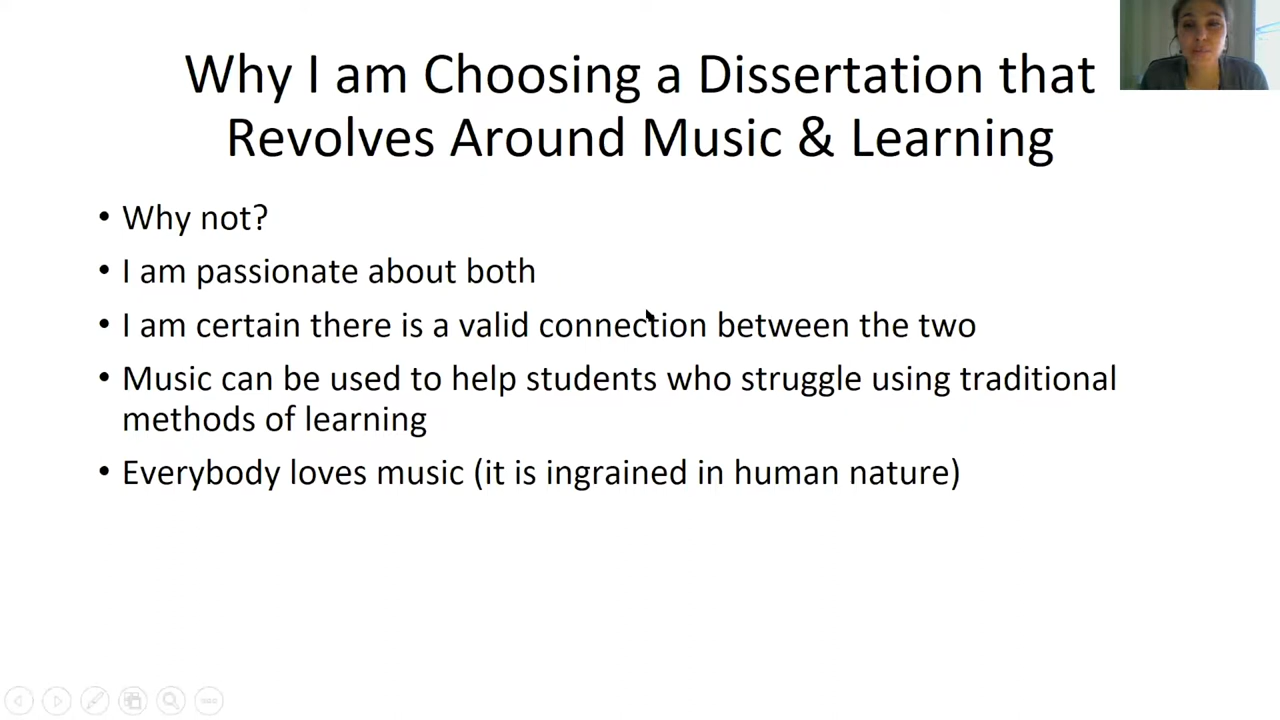 Why I am Choosing a Dissertation that
Revolves Around Music & Learning
• Why not?
• I am passionate about both
• I am certain there is a valid connection between the two
• Music can be used to help students who struggle using traditional
methods of learning
• Everybody loves music (it is ingrained in human nature)